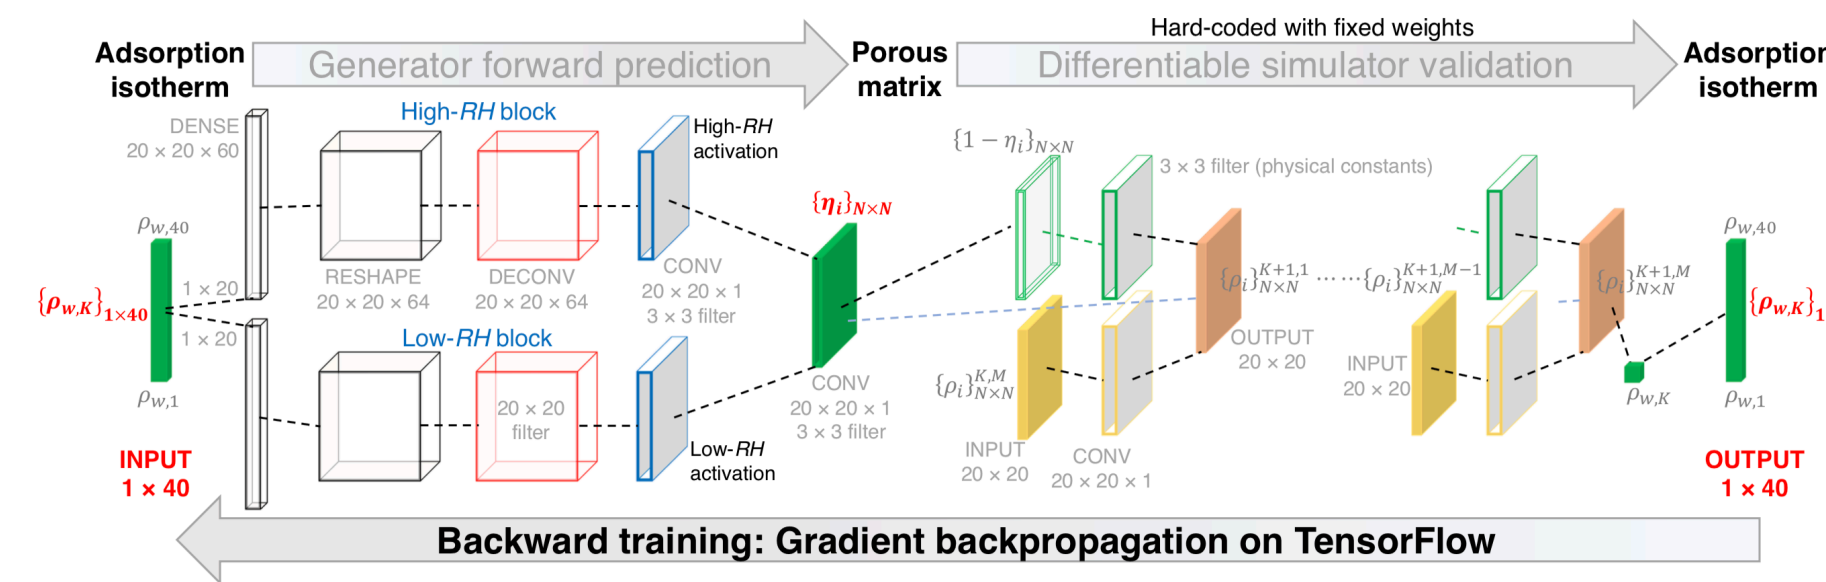 Hard-coded with fixed weights
Adsorption
isotherm
Generator forward prediction
Porous
matrix
Differentiable simulator validation
Adsorption
isotherm
High-RH block
DENSE
20 × 20 × 60
High-RH
activation
{1 − ηᵢ}N×N
3 × 3 filter (physical constants)
ρw,40
{ηᵢ}N×N
ρw,40
RESHAPE
20 × 20 × 64
DECONV
20 × 20 × 64
CONV
20 × 20 × 1
3 × 3 filter
1 × 20
{ρw,K}1×40
1 × 20
{ρᵢ}N×N K+1,1
······
{ρᵢ}N×N K+1,M−1
{ρᵢ}N×N K+1,M
{ρw,K}1
Low-RH block
OUTPUT
20 × 20
INPUT
20 × 20
ρw,1
20 × 20
filter
CONV
20 × 20 × 1
3 × 3 filter
{ρᵢ}N×N K,M
ρw,K
ρw,1
Low-RH
activation
INPUT
20 × 20
CONV
20 × 20 × 1
INPUT
1 × 40
OUTPUT
1 × 40
Backward training: Gradient backpropagation on TensorFlow